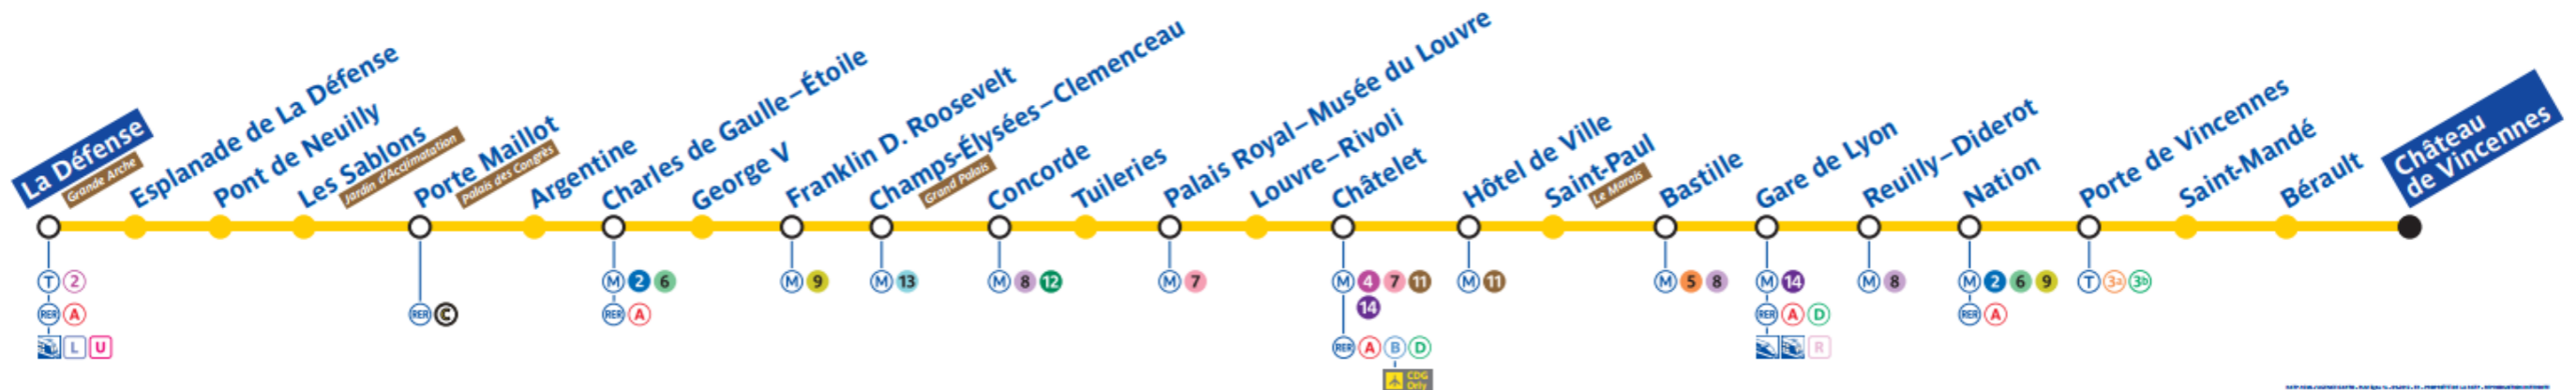 La Défense
Grande Arche
Esplanade de La Défense
Pont de Neuilly
Les Sablons
Jardin d'Acclimatation
Porte Maillot
Palais des Congrès
Argentine
Charles de Gaulle–Étoile
George V
Franklin D. Roosevelt
Champs-Élysées–Clemenceau
Grand Palais
Concorde
Tuileries
Palais Royal–Musée du Louvre
Louvre–Rivoli
Châtelet
Hôtel de Ville
Saint-Paul
Le Marais
Bastille
Gare de Lyon
Reuilly–Diderot
Nation
Porte de Vincennes
Saint-Mandé
Bérault
Château
de Vincennes
T 2
RER A
L U
RER C
M 2 6
RER A
M 9
M 13
M 8 12
M 7
M 4 7 11
14
RER A B D
CDG
Orly
M 11
M 5 8
M 14
RER A D
R
M 8
M 2 6 9
RER A
T 3a 3b